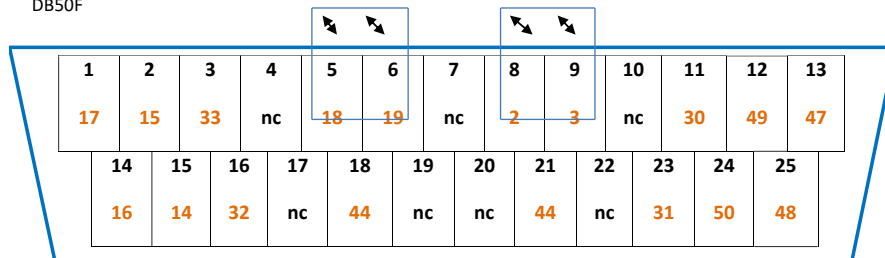 DB50F
1 2 3 4 5 6 7 8 9 10 11 12 13
17 15 33 nc 18 19 nc 2 3 nc 30 49 47
14 15 16 17 18 19 20 21 22 23 24 25
16 14 32 nc 44 nc nc 44 nc 31 50 48